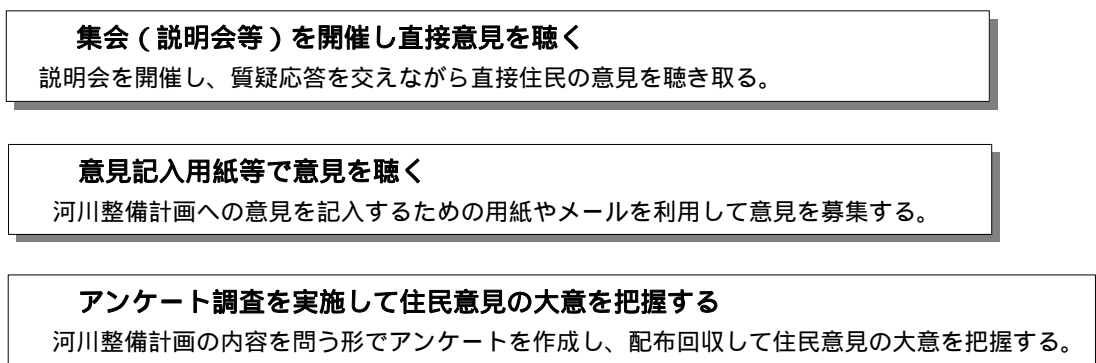 集会（説明会等）を開催し直接意見を聴く
説明会を開催し、質疑応答を交えながら直接住民の意見を聴き取る。
意見記入用紙等で意見を聴く
河川整備計画への意見を記入するための用紙やメールを利用して意見を募集する。
アンケート調査を実施して住民意見の大意を把握する
河川整備計画の内容を問う形でアンケートを作成し、配布回収して住民意見の大意を把握する。